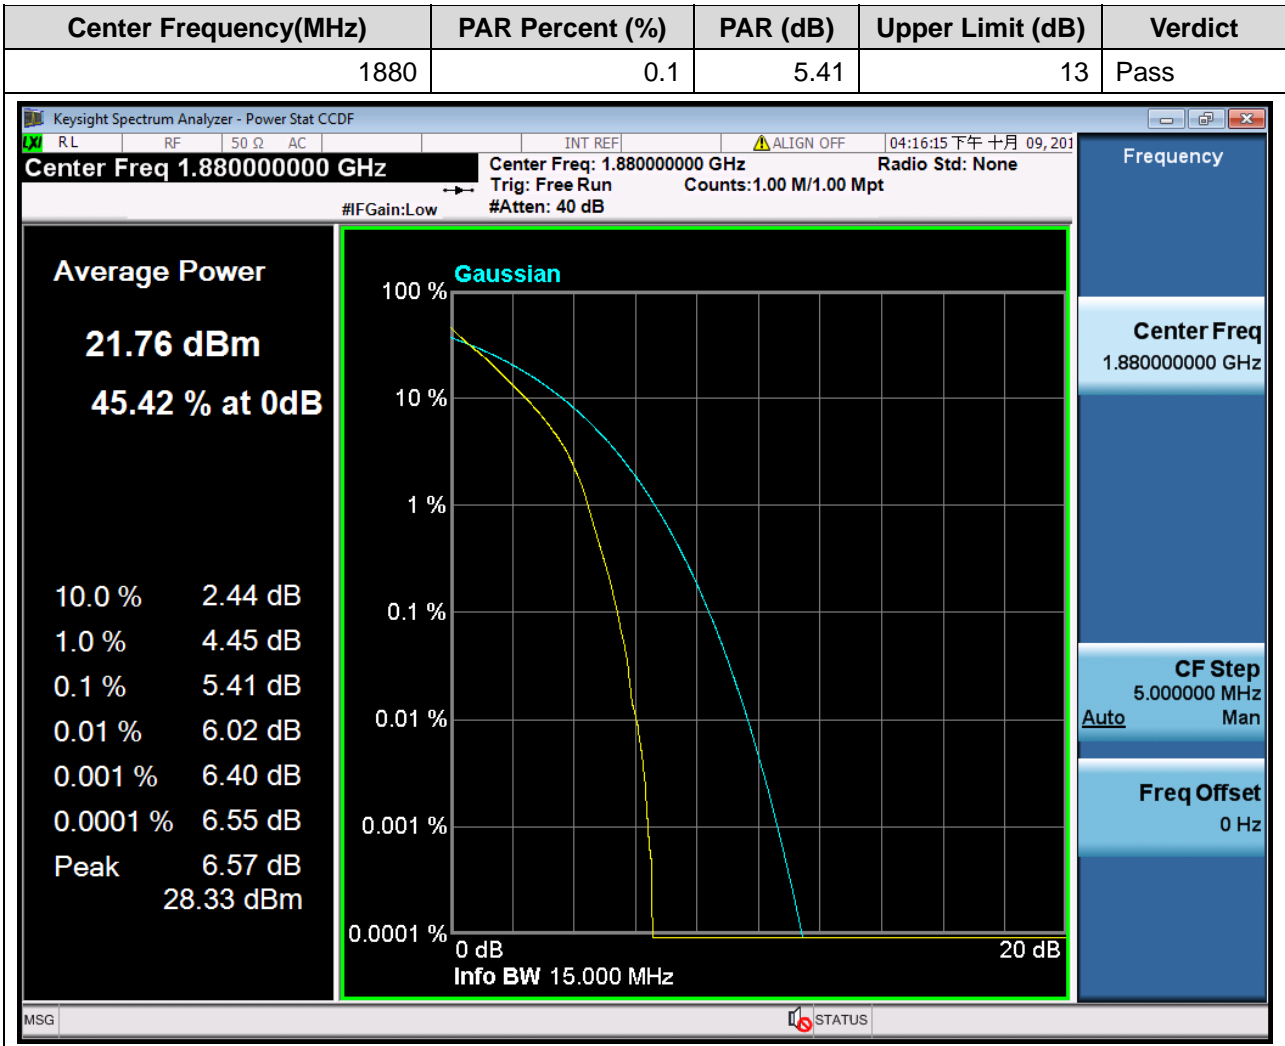 Center Frequency(MHz) PAR Percent (%) PAR (dB) Upper Limit (dB) Verdict
1880 0.1 5.41 13 Pass
Keysight Spectrum Analyzer - Power Stat CCDF
LXI RL RF 50 Ω AC INT REF ALIGN OFF 04:16:15下午 十月 09, 201
Center Freq 1.880000000 GHz
Center Freq: 1.880000000 GHz Radio Std: None
Trig: Free Run Counts:1.00 M/1.00 Mpt
#IFGain:Low #Atten: 40 dB
Average Power
21.76 dBm
45.42 % at 0dB
10.0 % 2.44 dB
1.0 % 4.45 dB
0.1 % 5.41 dB
0.01 % 6.02 dB
0.001 % 6.40 dB
0.0001 % 6.55 dB
Peak 6.57 dB
28.33 dBm
Gaussian
100 %
10 %
1 %
0.1 %
0.01 %
0.001 %
0.0001 %
0 dB 20 dB
Info BW 15.000 MHz
Frequency
Center Freq
1.880000000 GHz
CF Step
5.000000 MHz
Auto Man
Freq Offset
0 Hz
MSG STATUS